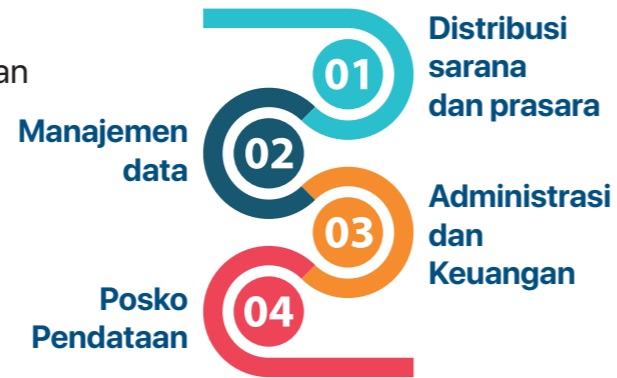 an
01
Distribusi
sarana
dan prasara
Manajemen
data
02
03
Administrasi
dan
Keuangan
Posko
Pendataan
04